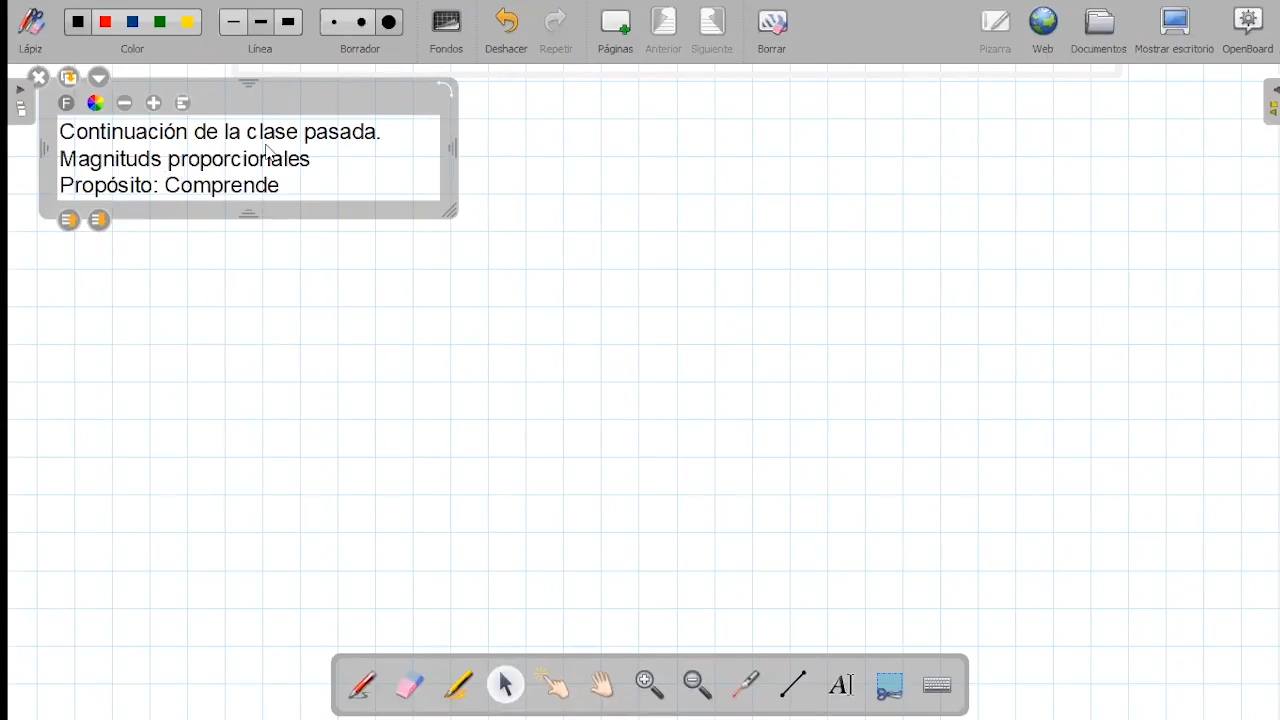 Lápiz Color Línea Borrador Fondos Deshacer Repetir Páginas Anterior Siguiente Borrar Pizarra Web Documentos Mostrar escritorio OpenBoard
F
Continuación de la clase pasada.
Magnituds proporcionales
Propósito: Comprende
A